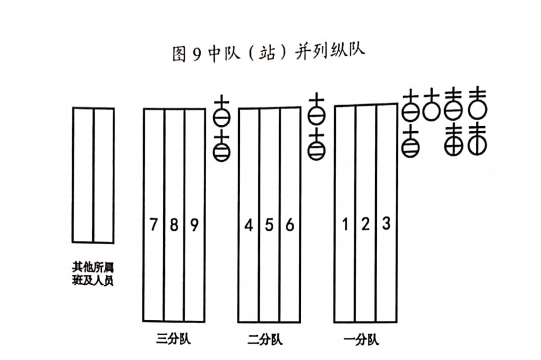 图9中队（站）并列纵队
7 8 9 4 5 6 1 2 3
其他所属
班及人员
三分队 二分队 一分队